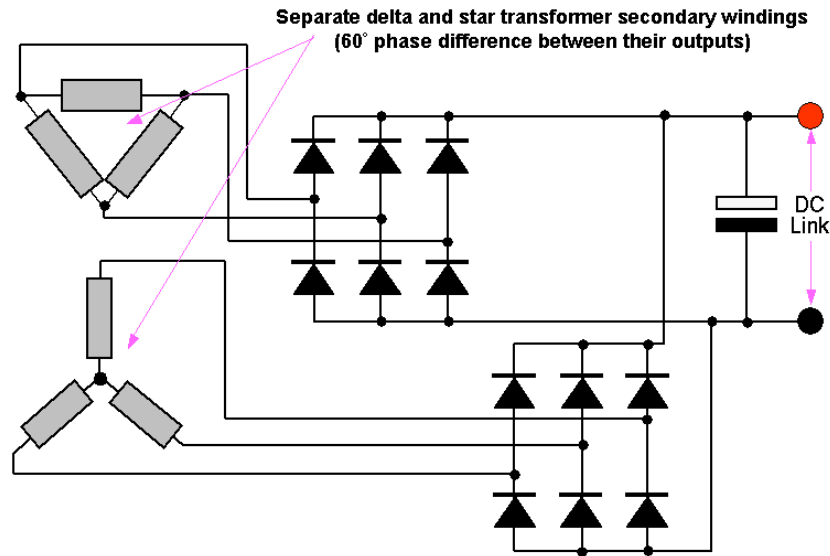 Separate delta and star transformer secondary windings
(60° phase difference between their outputs)
DC
Link